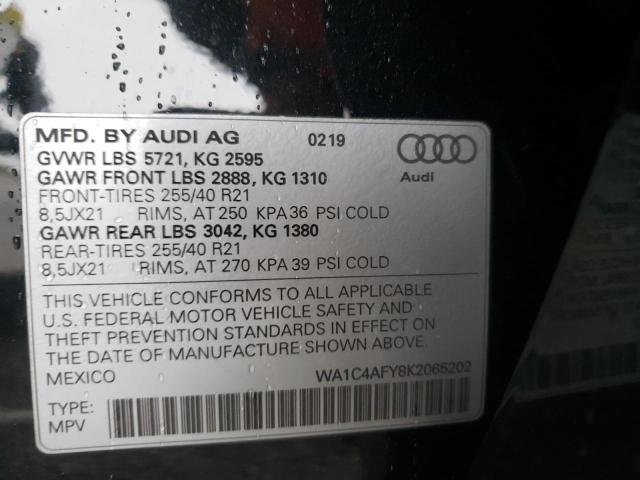 MFD. BY AUDI AG 0219
GVWR LBS 5721, KG 2595
GAWR FRONT LBS 2888, KG 1310
Audi
FRONT-TIRES 255/40 R21
8,5JX21 RIMS, AT 250 KPA 36 PSI COLD
GAWR REAR LBS 3042, KG 1380
REAR-TIRES 255/40 R21
8,5JX21 RIMS, AT 270 KPA 39 PSI COLD
THIS VEHICLE CONFORMS TO ALL APPLICABLE
U.S. FEDERAL MOTOR VEHICLE SAFETY AND
THEFT PREVENTION STANDARDS IN EFFECT ON
THE DATE OF MANUFACTURE SHOWN ABOVE.
MEXICO WA1C4AFY8K2065202
TYPE:
MPV